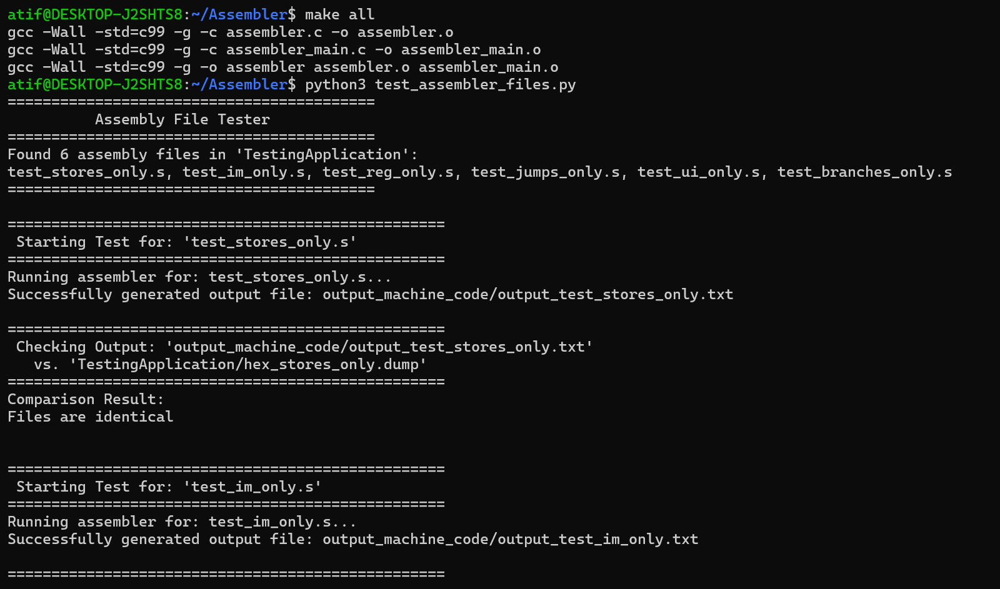 atif@DESKTOP-J2SHTS8:~/Assembler$ make all
gcc -Wall -std=c99 -g -c assembler.c -o assembler.o
gcc -Wall -std=c99 -g -c assembler_main.c -o assembler_main.o
gcc -Wall -std=c99 -g -o assembler assembler.o assembler_main.o
atif@DESKTOP-J2SHTS8:~/Assembler$ python3 test_assembler_files.py
==========================================
          Assembly File Tester
==========================================
Found 6 assembly files in 'TestingApplication':
test_stores_only.s, test_im_only.s, test_reg_only.s, test_jumps_only.s, test_ui_only.s, test_branches_only.s
==========================================

==================================================
 Starting Test for: 'test_stores_only.s'
==================================================
Running assembler for: test_stores_only.s...
Successfully generated output file: output_machine_code/output_test_stores_only.txt

==================================================
 Checking Output: 'output_machine_code/output_test_stores_only.txt'
   vs. 'TestingApplication/hex_stores_only.dump'
==================================================
Comparison Result:
Files are identical


==================================================
 Starting Test for: 'test_im_only.s'
==================================================
Running assembler for: test_im_only.s...
Successfully generated output file: output_machine_code/output_test_im_only.txt

==================================================